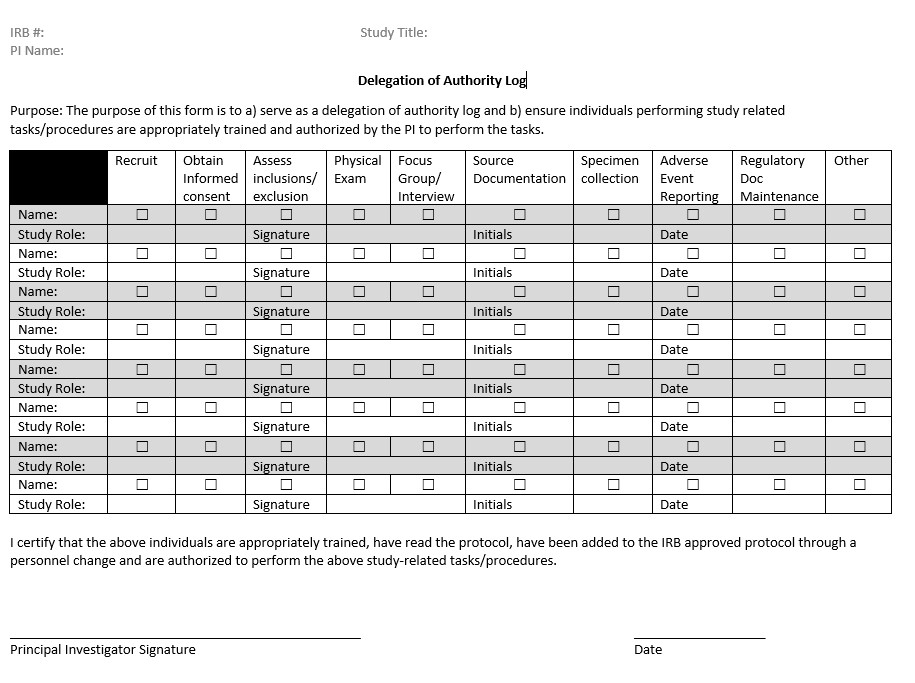 IRB #: Study Title:
PI Name:
Delegation of Authority Log
Purpose: The purpose of this form is to a) serve as a delegation of authority log and b) ensure individuals performing study related
tasks/procedures are appropriately trained and authorized by the PI to perform the tasks.
Recruit Obtain Assess Physical Focus Source Specimen Adverse Regulatory Other
Informed inclusions/ Exam Group/ Documentation collection Event Doc
consent exclusion Interview Reporting Maintenance
Name: ☐ ☐ ☐ ☐ ☐ ☐ ☐ ☐ ☐ ☐
Study Role: Signature Initials Date
Name: ☐ ☐ ☐ ☐ ☐ ☐ ☐ ☐ ☐ ☐
Study Role: Signature Initials Date
Name: ☐ ☐ ☐ ☐ ☐ ☐ ☐ ☐ ☐ ☐
Study Role: Signature Initials Date
Name: ☐ ☐ ☐ ☐ ☐ ☐ ☐ ☐ ☐ ☐
Study Role: Signature Initials Date
Name: ☐ ☐ ☐ ☐ ☐ ☐ ☐ ☐ ☐ ☐
Study Role: Signature Initials Date
Name: ☐ ☐ ☐ ☐ ☐ ☐ ☐ ☐ ☐ ☐
Study Role: Signature Initials Date
Name: ☐ ☐ ☐ ☐ ☐ ☐ ☐ ☐ ☐ ☐
Study Role: Signature Initials Date
Name: ☐ ☐ ☐ ☐ ☐ ☐ ☐ ☐ ☐ ☐
Study Role: Signature Initials Date
I certify that the above individuals are appropriately trained, have read the protocol, have been added to the IRB approved protocol through a
personnel change and are authorized to perform the above study-related tasks/procedures.
Principal Investigator Signature Date